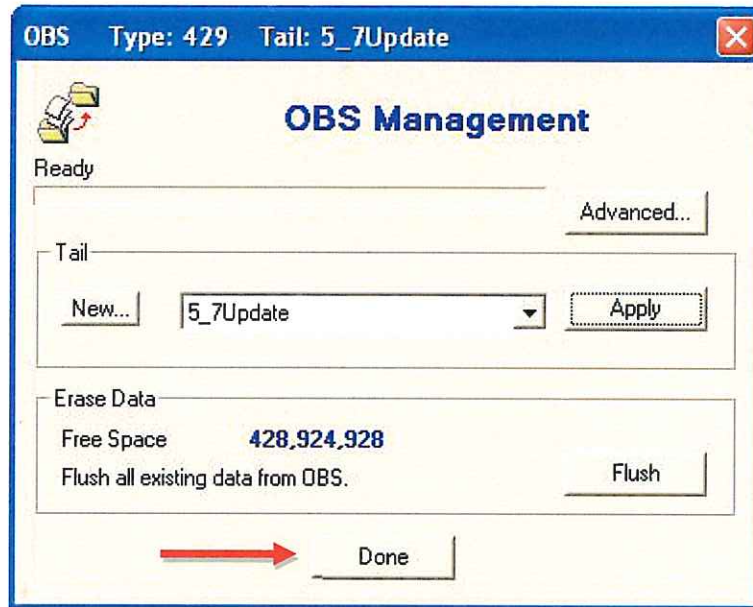 OBS Type: 429 Tail: 5_7Update
OBS Management
Ready
Advanced...
Tail
New...
5_7Update
Apply
Erase Data
Free Space 428,924,928
Flush all existing data from OBS.
Flush
Done